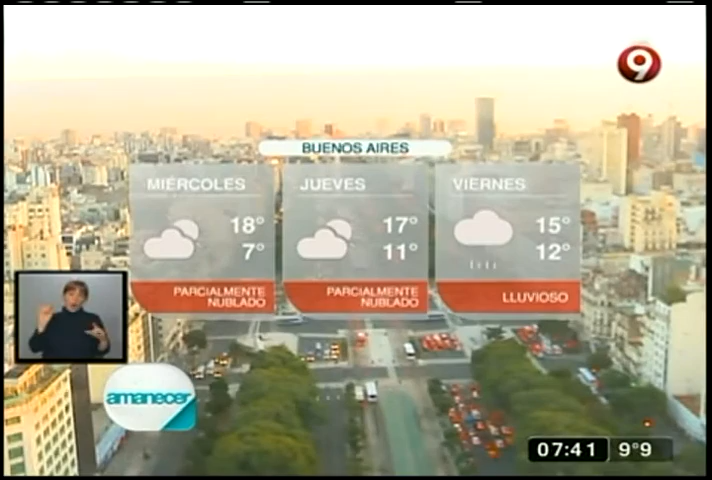 9
BUENOS AIRES
MIÉRCOLES
18°
7°
PARCIALMENTE
NUBLADO
JUEVES
17°
11°
PARCIALMENTE
NUBLADO
VIERNES
15°
12°
LLUVIOSO
amanecer
07:41 9°9